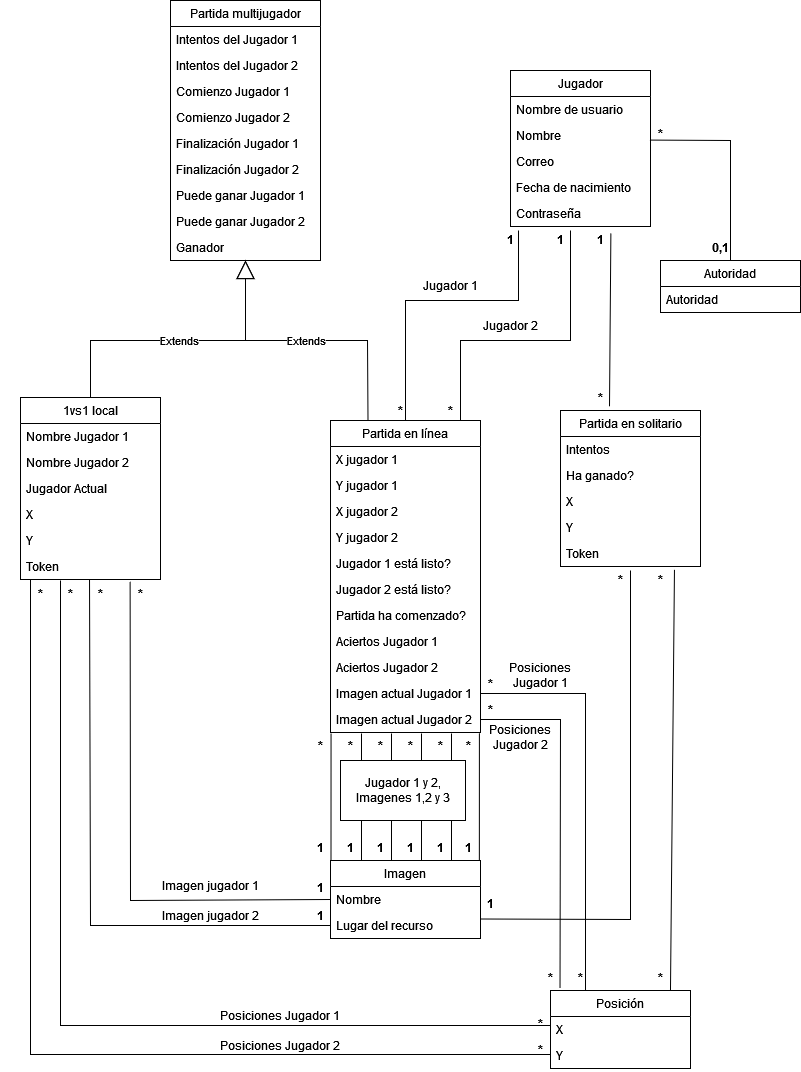 Partida multijugador
Intentos del Jugador 1
Intentos del Jugador 2
Comienzo Jugador 1
Comienzo Jugador 2
Finalización Jugador 1
Finalización Jugador 2
Puede ganar Jugador 1
Puede ganar Jugador 2
Ganador
Jugador
Nombre de usuario
Nombre
Correo
Fecha de nacimiento
Contraseña
*
0,1
Autoridad
Autoridad
1
1
1
Jugador 1
Jugador 2
Extends
Extends
*
*
*
1vs1 local
Nombre Jugador 1
Nombre Jugador 2
Jugador Actual
X
Y
Token
*
*
*
*
Partida en línea
X jugador 1
Y jugador 1
X jugador 2
Y jugador 2
Jugador 1 está listo?
Jugador 2 está listo?
Partida ha comenzado?
Aciertos Jugador 1
Aciertos Jugador 2
Imagen actual Jugador 1
Imagen actual Jugador 2
Partida en solitario
Intentos
Ha ganado?
X
Y
Token
*
*
Posiciones
Jugador 1
*
*
Posiciones
Jugador 2
*
*
*
*
*
*
Jugador 1 y 2,
Imagenes 1,2 y 3
1
1
1
1
1
1
Imagen
Nombre
Lugar del recurso
Imagen jugador 1
1
Imagen jugador 2
1
1
*
*
*
Posición
X
Y
Posiciones Jugador 1
*
Posiciones Jugador 2
*